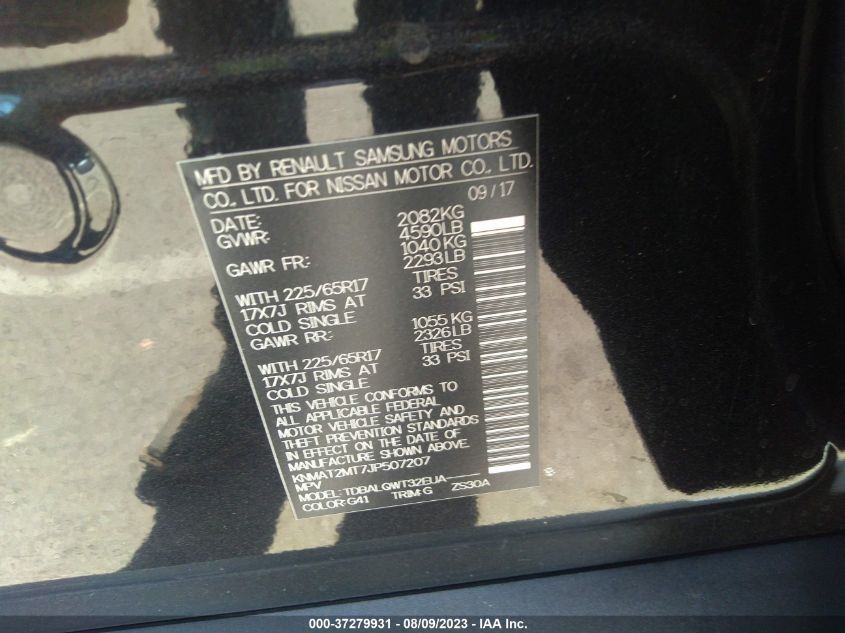 MFD BY RENAULT SAMSUNG MOTORS
CO., LTD. FOR NISSAN MOTOR CO., LTD.
DATE: 09/17
GVWR: 2082KG
4590LB
GAWR FR: 1040KG
2293LB
WITH 225/65R17 TIRES
17X7J RIMS AT 33 PSI
COLD SINGLE
GAWR RR: 1055KG
2326LB
WITH 225/65R17 TIRES
17X7J RIMS AT 33 PSI
COLD SINGLE
THIS VEHICLE CONFORMS TO
ALL APPLICABLE FEDERAL
MOTOR VEHICLE SAFETY AND
THEFT PREVENTION STANDARDS
IN EFFECT ON THE DATE OF
MANUFACTURE SHOWN ABOVE.
KNMAT2MT7JP507207
MPV
MODEL: TDBALGWT32EUA-----
COLOR: G41 TRIM: G ZS30A
000-37279931 - 08/09/2023 - © IAA Inc.